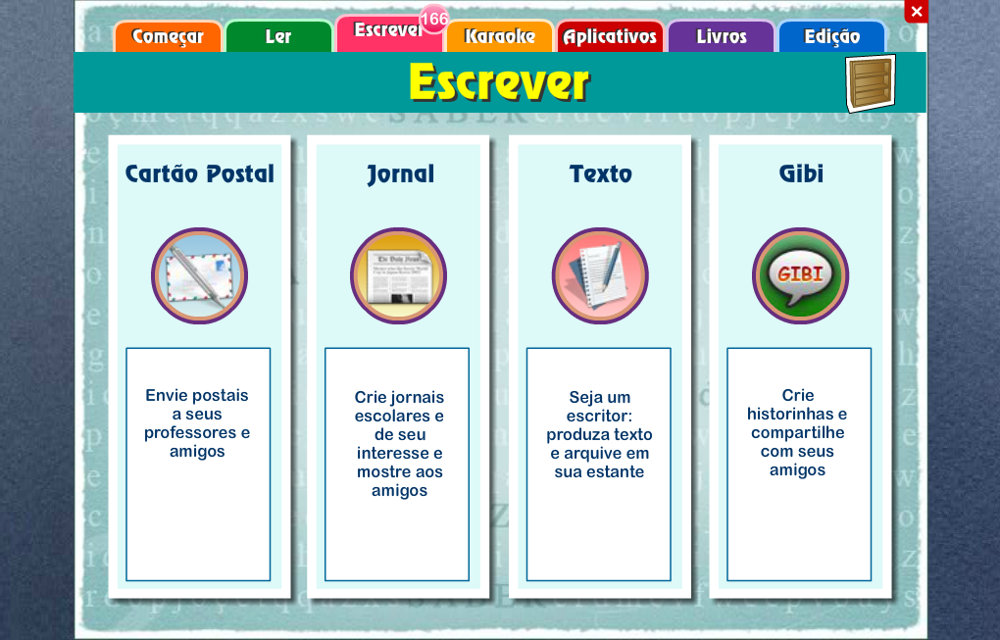 166
Começar
Ler
Escrever
Karaoke
Aplicativos
Livros
Edição
Escrever
SABER
Cartão Postal
Jornal
Texto
Gibi
GIBI
Envie postais
a seus
professores e
amigos
Crie jornais
escolares e
de seu
interesse e
mostre aos
amigos
Seja um
escritor:
produza texto
e arquive em
sua estante
Crie
historinhas e
compartilhe
com seus
amigos